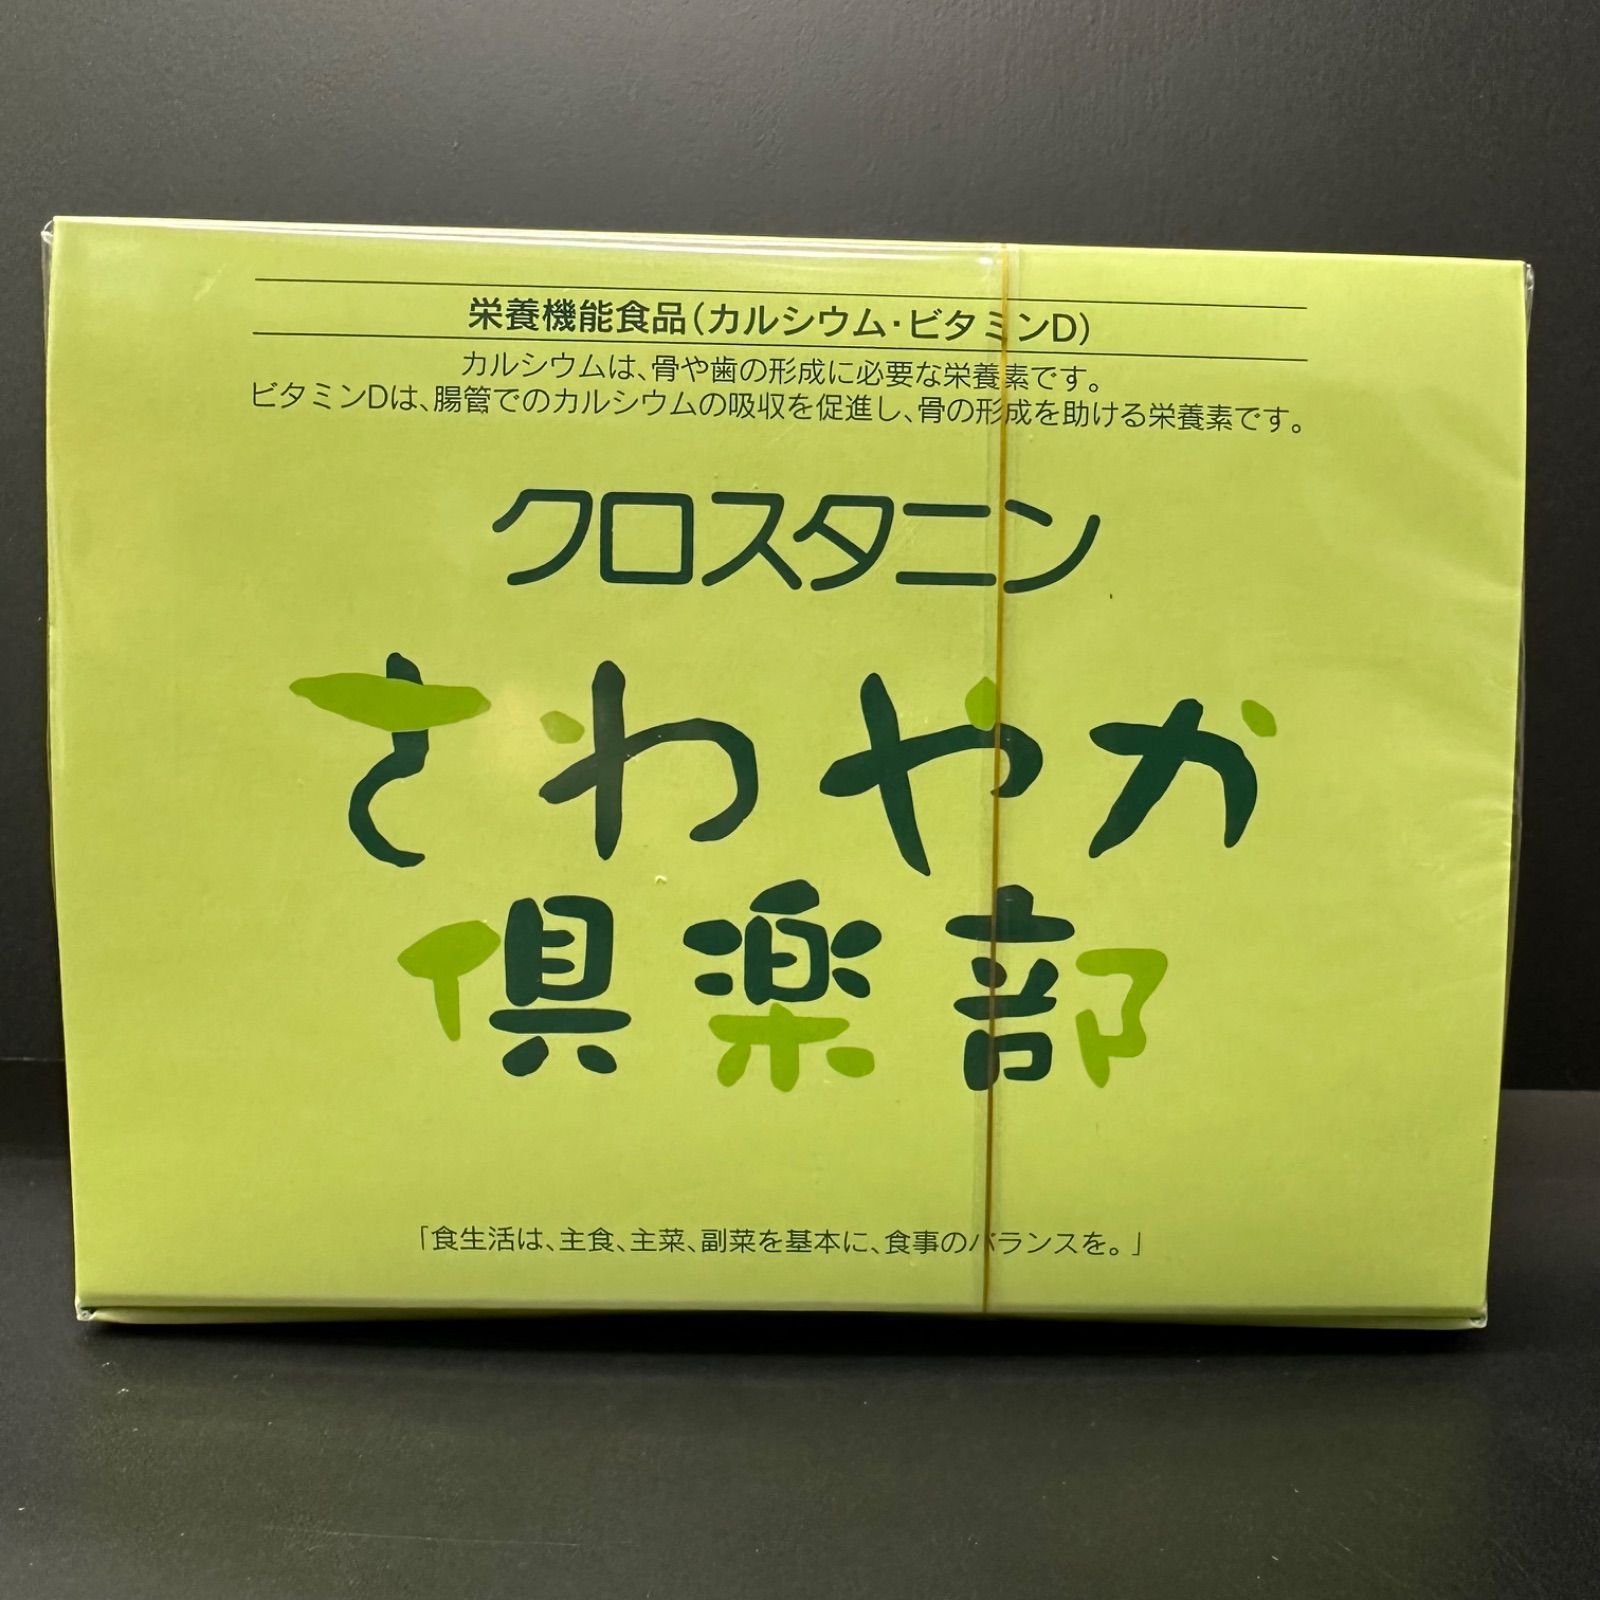 栄養機能食品(カルシウム・ビタミンD)
カルシウムは、骨や歯の形成に必要な栄養素です。
ビタミンDは、腸管でのカルシウムの吸収を促進し、骨の形成を助ける栄養素です。
クロスタニン
さわやか
倶楽部
「食生活は、主食、主菜、副菜を基本に、食事のバランスを。」